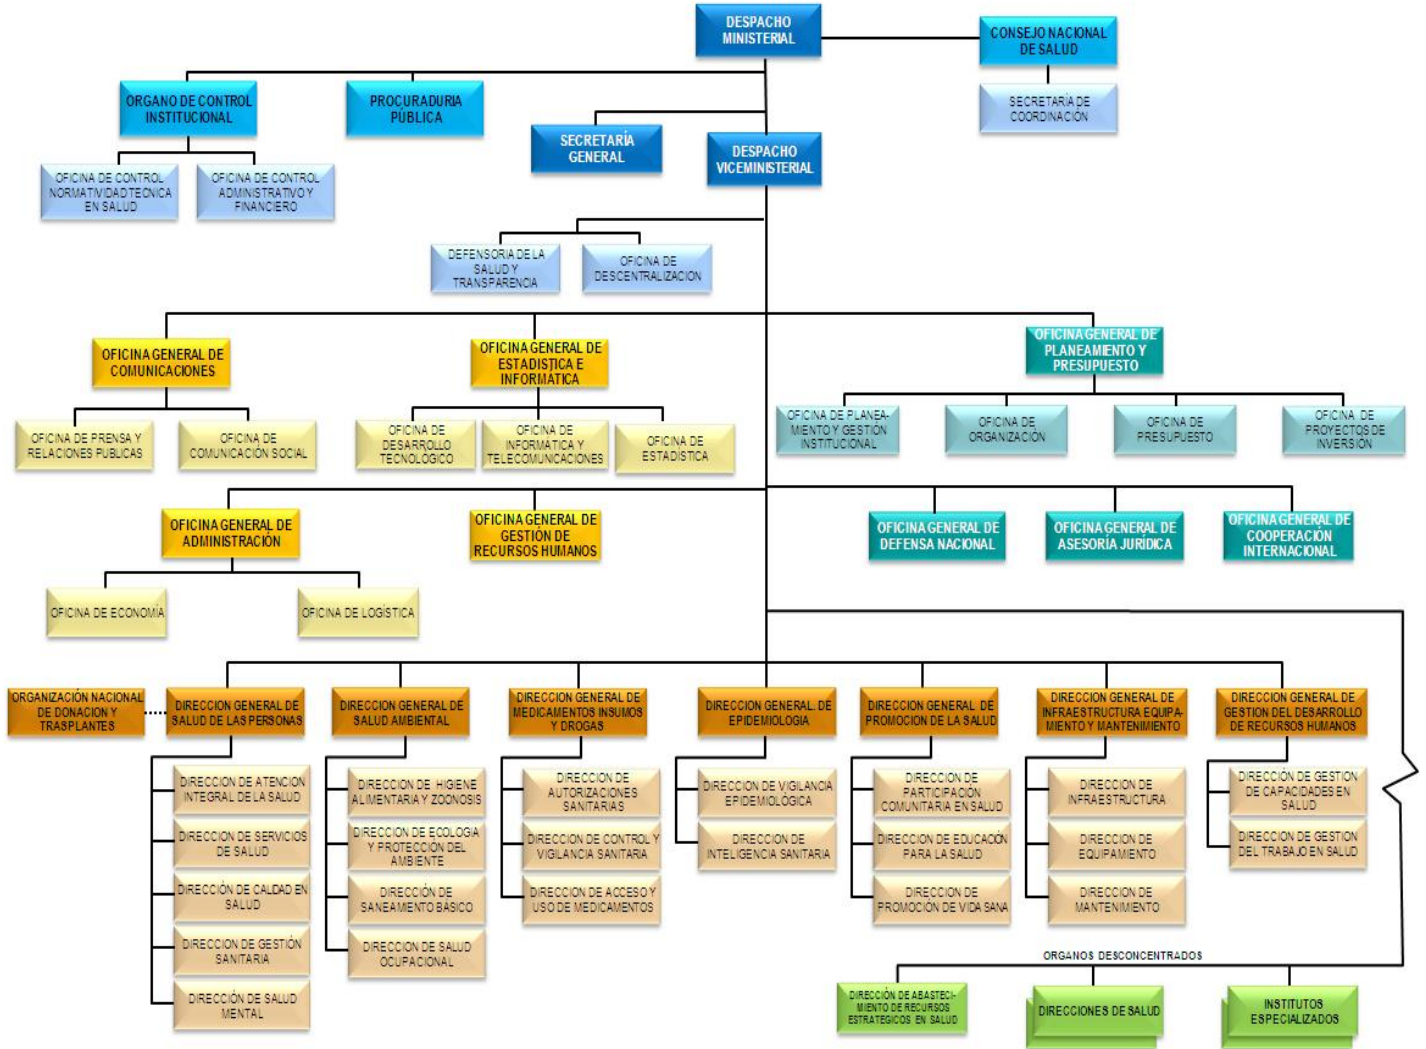 DESPACHO
MINISTERIAL
CONSEJO NACIONAL
DE SALUD
SECRETARÍA DE
COORDINACION
ORGANO DE CONTROL
INSTITUCIONAL
PROCURADURIA
PÚBLICA
SECRETARÍA
GENERAL
DESPACHO
VICEMINISTERIAL
OFICINA DE CONTROL
NORMATIVIDAD TECNICA
EN SALUD
OFICINA DE CONTROL
ADMINISTRATIVO Y
FINANCIERO
DEFENSORIA DE LA
SALUD Y
TRANSPARENCIA
OFICINA DE
DESCENTRALIZACION
OFICINA GENERAL DE
COMUNICACIONES
OFICINA GENERAL DE
ESTADISTICA E
INFORMÁTICA
OFICINA GENERAL DE
PLANEAMIENTO Y
PRESUPUESTO
OFICINA DE PRENSA Y
RELACIONES PUBLICAS
OFICINA DE
COMUNICACIÓN SOCIAL
OFICINA DE
DESARROLLO
TECNOLÓGICO
OFICINA DE
INFORMÁTICA Y
TELECOMUNICACIONES
OFICINA DE
ESTADÍSTICA
OFICINA DE PLANEA-
MIENTO Y GESTIÓN
INSTITUCIONAL
OFICINA DE
ORGANIZACIÓN
OFICINA DE
PRESUPUESTO
OFICINA DE
PROYECTOS DE
INVERSIÓN
OFICINA GENERAL DE
ADMINISTRACIÓN
OFICINA GENERAL DE
GESTIÓN DE
RECURSOS HUMANOS
OFICINA GENERAL DE
DEFENSA NACIONAL
OFICINA GENERAL DE
ASESORÍA JURÍDICA
OFICINA GENERAL DE
COOPERACIÓN
INTERNACIONAL
OFICINA DE ECONOMÍA
OFICINA DE LOGÍSTICA
ORGANIZACIÓN NACIONAL
DE DONACION Y
TRASPLANTES
DIRECCION GENERAL DE
SALUD DE LAS PERSONAS
DIRECCION GENERAL DE
SALUD AMBIENTAL
DIRECCION GENERAL DE
MEDICAMENTOS INSUMOS
Y DROGAS
DIRECCION GENERAL. DE
EPIDEMIOLOGIA
DIRECCION GENERAL DE
PROMOCION DE LA SALUD
DIRECCION GENERAL DE
INFRAESTRUCTURA EQUIPA-
MIENTO Y MANTENIMIENTO
DIRECCION GENERAL DE
GESTION DEL DESARROLLO
DE RECURSOS HUMANOS
DIRECCION DE ATENCION
INTEGRAL DE LA SALUD
DIRECCION DE SERVICIOS
DE SALUD
DIRECCIÓN DE CALIDAD EN
SALUD
DIRECCION DE GESTIÓN
SANITARIA
DIRECCIÓN DE SALUD
MENTAL
DIRECCION DE HIGIENE
ALIMENTARIA Y ZOONOSIS
DIRECCION DE ECOLOGIA
Y PROTECCIÓN DEL
AMBIENTE
DIRECCIÓN DE
SANEAMIENTO BÁSICO
DIRECCION DE SALUD
OCUPACIONAL
DIRECCION DE
AUTORIZACIONES
SANITARIAS
DIRECCION DE CONTROL Y
VIGILANCIA SANITARIA
DIRECCION DE ACCESO Y
USO DE MEDICAMENTOS
DIRECCION DE VIGILANCIA
EPIDEMIOLÓGICA
DIRECCION DE
INTELIGENCIA SANITARIA
DIRECCION DE
PARTICIPACIÓN
COMUNITARIA EN SALUD
DIRECCION DE EDUCACIÓN
PARA LA SALUD
DIRECCION DE
PROMOCIÓN DE VIDA SANA
DIRECCION DE
INFRAESTRUCTURA
DIRECCION DE
EQUIPAMIENTO
DIRECCION DE
MANTENIMIENTO
DIRECCIÓN DE GESTION
DE CAPACIDADES EN
SALUD
DIRECCION DE GESTION
DEL TRABAJO EN SALUD
ORGANOS DESCONCENTRADOS
DIRECCIÓN DE ABASTECI-
MIENTO DE RECURSOS
ESTRATEGICOS EN SALUD
DIRECCIONES DE SALUD
INSTITUTOS
ESPECIALIZADOS